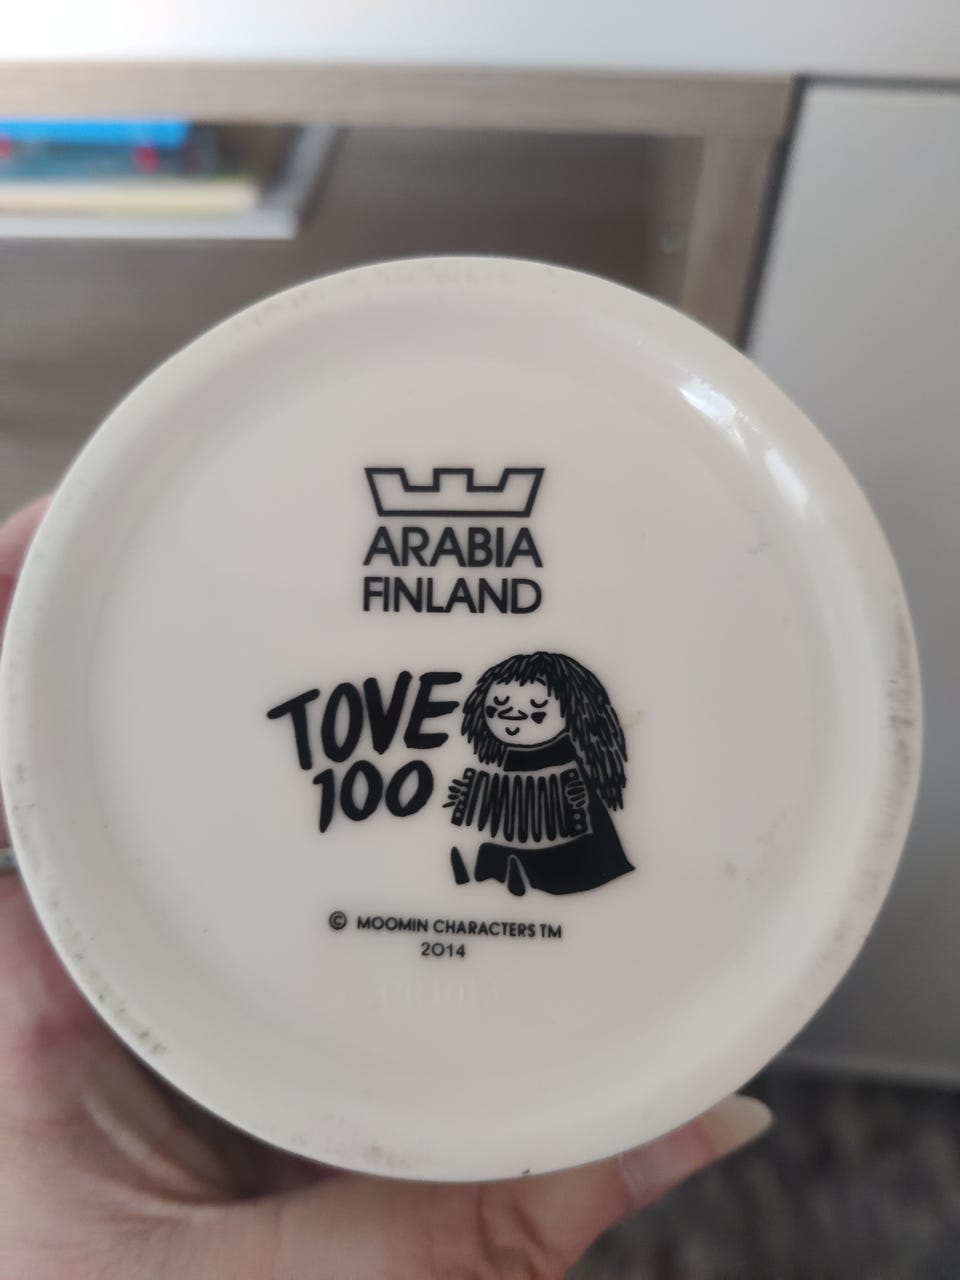 ARABIA
FINLAND
TOVE
100
© MOOMIN CHARACTERS TM
2014